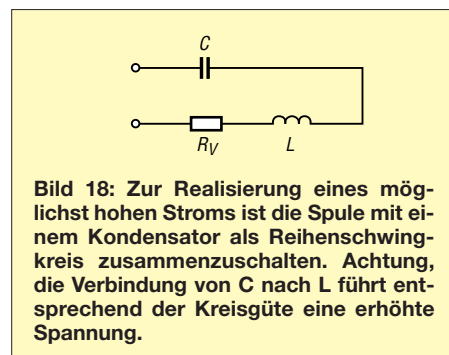 C
R_V L
Bild 18: Zur Realisierung eines mög-
lichst hohen Stroms ist die Spule mit ei-
nem Kondensator als Reihenschwing-
kreis zusammenzuschalten. Achtung,
die Verbindung von C nach L führt ent-
sprechend der Kreisgüte eine erhöhte
Spannung.